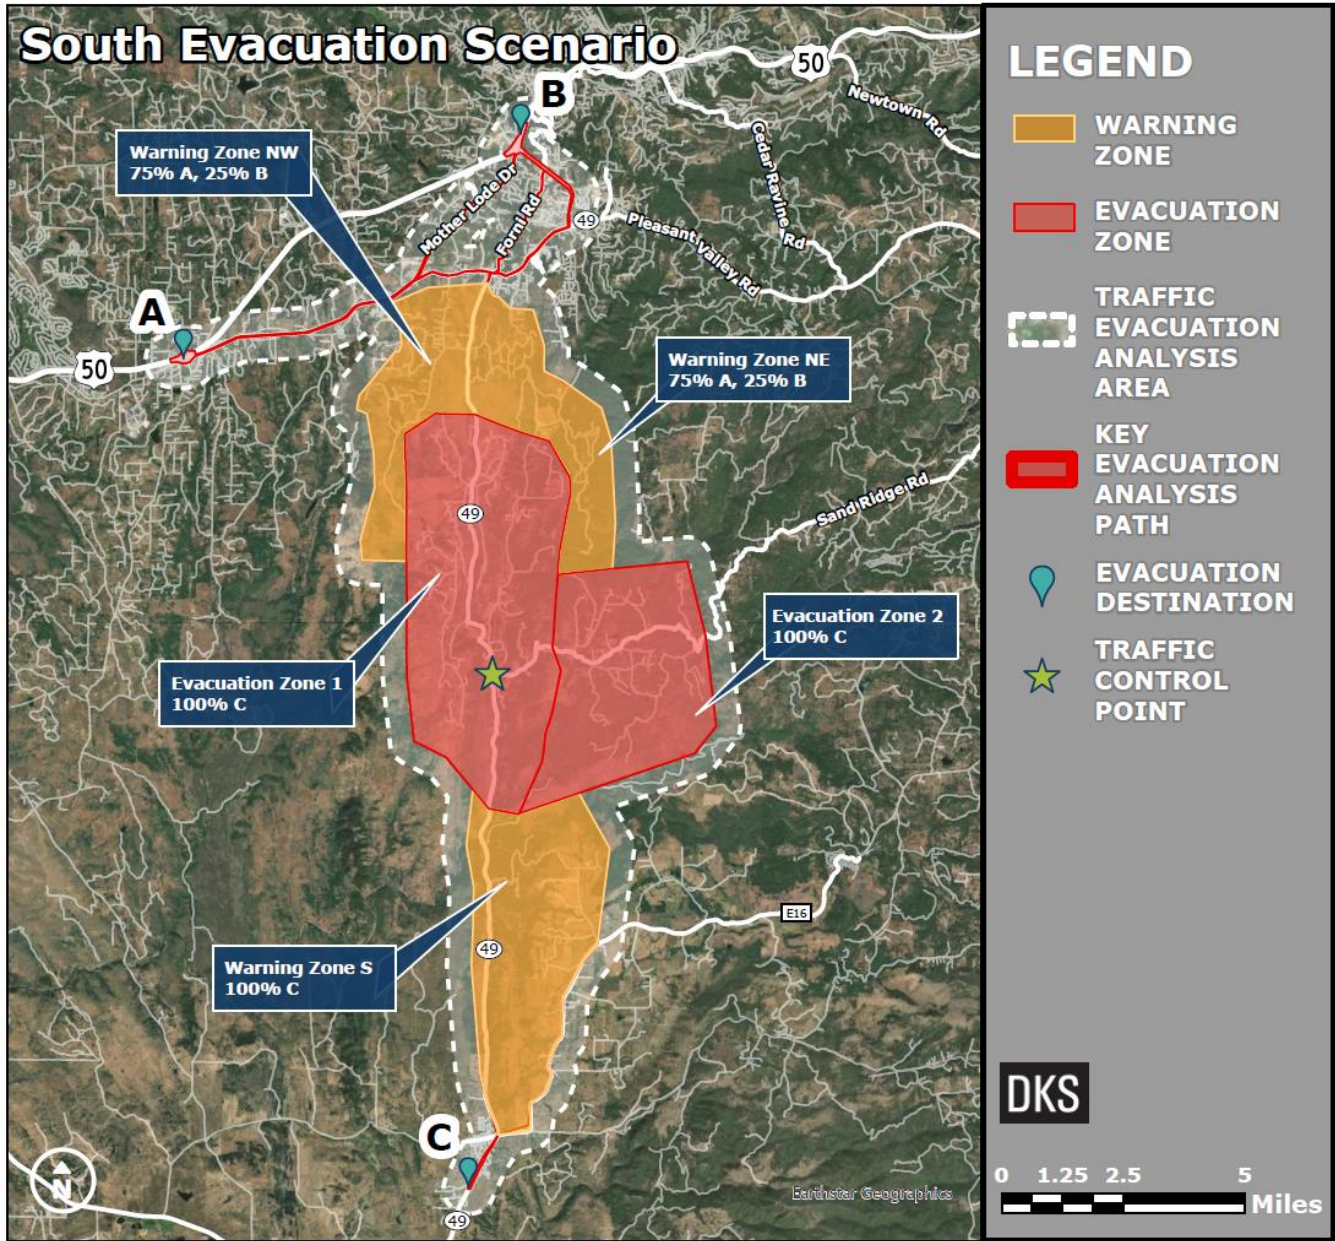 South Evacuation Scenario
50
B
Newtown Rd
Cedar Ravine Rd
Warning Zone NW
75% A, 25% B
Mother Lode Dr
Forni Rd
49
Pleasant Valley Rd
A
50
Warning Zone NE
75% A, 25% B
49
Sand Ridge Rd
Evacuation Zone 2
100% C
Evacuation Zone 1
100% C
E16
49
Warning Zone S
100% C
C
N
49
Earthstar Geographics
LEGEND
WARNING
ZONE
EVACUATION
ZONE
TRAFFIC
EVACUATION
ANALYSIS
AREA
KEY
EVACUATION
ANALYSIS
PATH
EVACUATION
DESTINATION
TRAFFIC
CONTROL
POINT
DKS
0 1.25 2.5 5
Miles